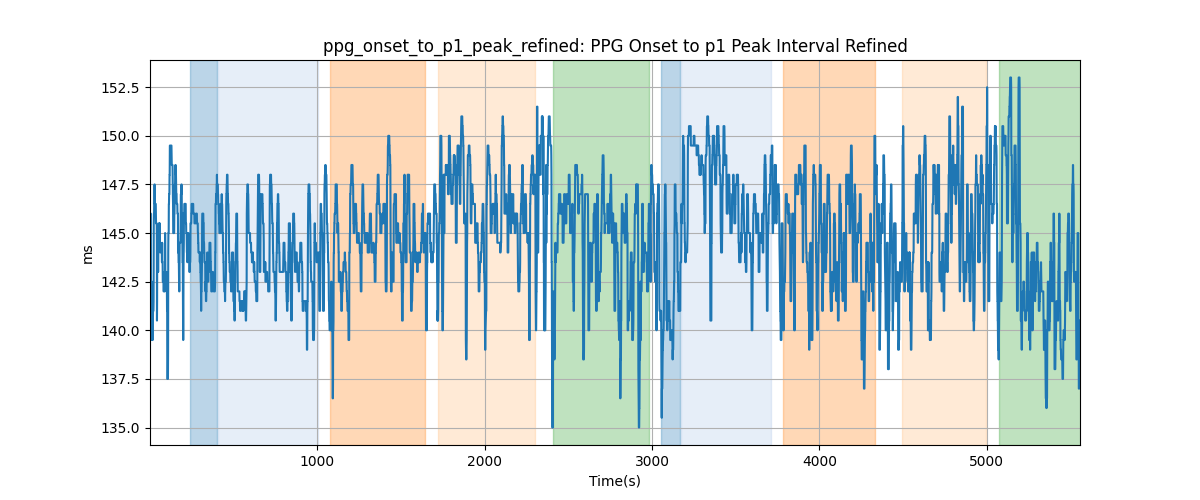 ppg_onset_to_p1_peak_refined: PPG Onset to p1 Peak Interval Refined
152.5
150.0
147.5
145.0
142.5
140.0
137.5
135.0
ms
1000 2000 3000 4000 5000
Time(s)